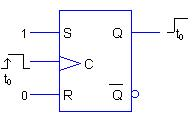 1 S Q t₀
C
t₀
0 R Q̅